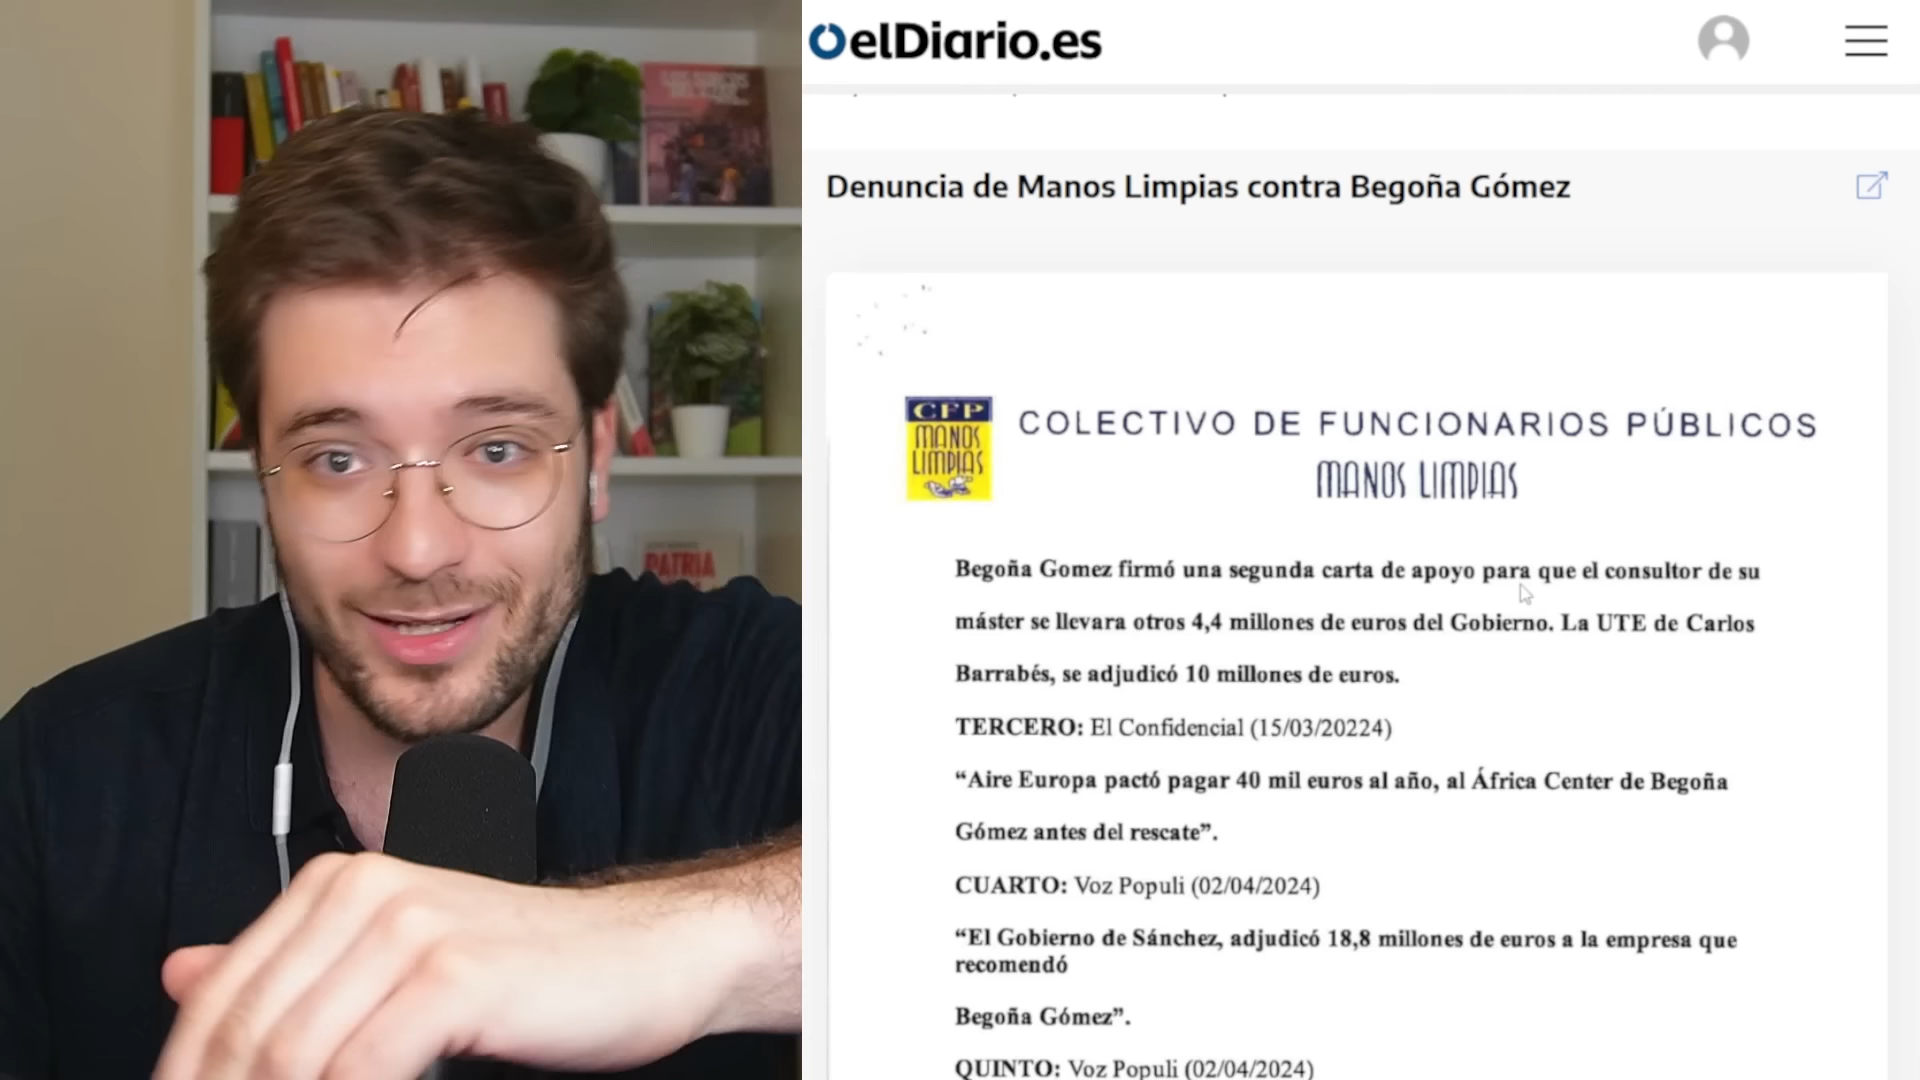 elDiario.es
Denuncia de Manos Limpias contra Begoña Gómez
CFP
MANOS
LIMPIAS
COLECTIVO DE FUNCIONARIOS PÚBLICOS
MANOS LIMPIAS
Begoña Gomez firmó una segunda carta de apoyo para que el consultor de su
máster se llevara otros 4,4 millones de euros del Gobierno. La UTE de Carlos
Barrabés, se adjudicó 10 millones de euros.
TERCERO: El Confidencial (15/03/20224)
“Aire Europa pactó pagar 40 mil euros al año, al África Center de Begoña
Gómez antes del rescate”.
CUARTO: Voz Populi (02/04/2024)
“El Gobierno de Sánchez, adjudicó 18,8 millones de euros a la empresa que
recomendó
Begoña Gómez”.
QUINTO: Voz Populi (02/04/2024)
PATRIA